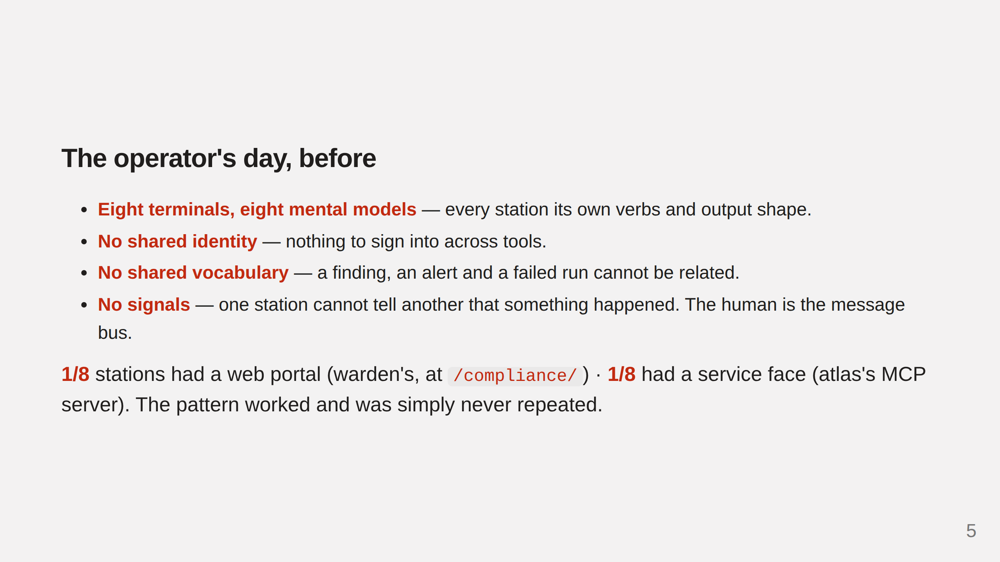 The operator's day, before
• Eight terminals, eight mental models — every station its own verbs and output shape.
• No shared identity — nothing to sign into across tools.
• No shared vocabulary — a finding, an alert and a failed run cannot be related.
• No signals — one station cannot tell another that something happened. The human is the message
bus.
1/8 stations had a web portal (warden's, at /compliance/) · 1/8 had a service face (atlas's MCP
server). The pattern worked and was simply never repeated.
5